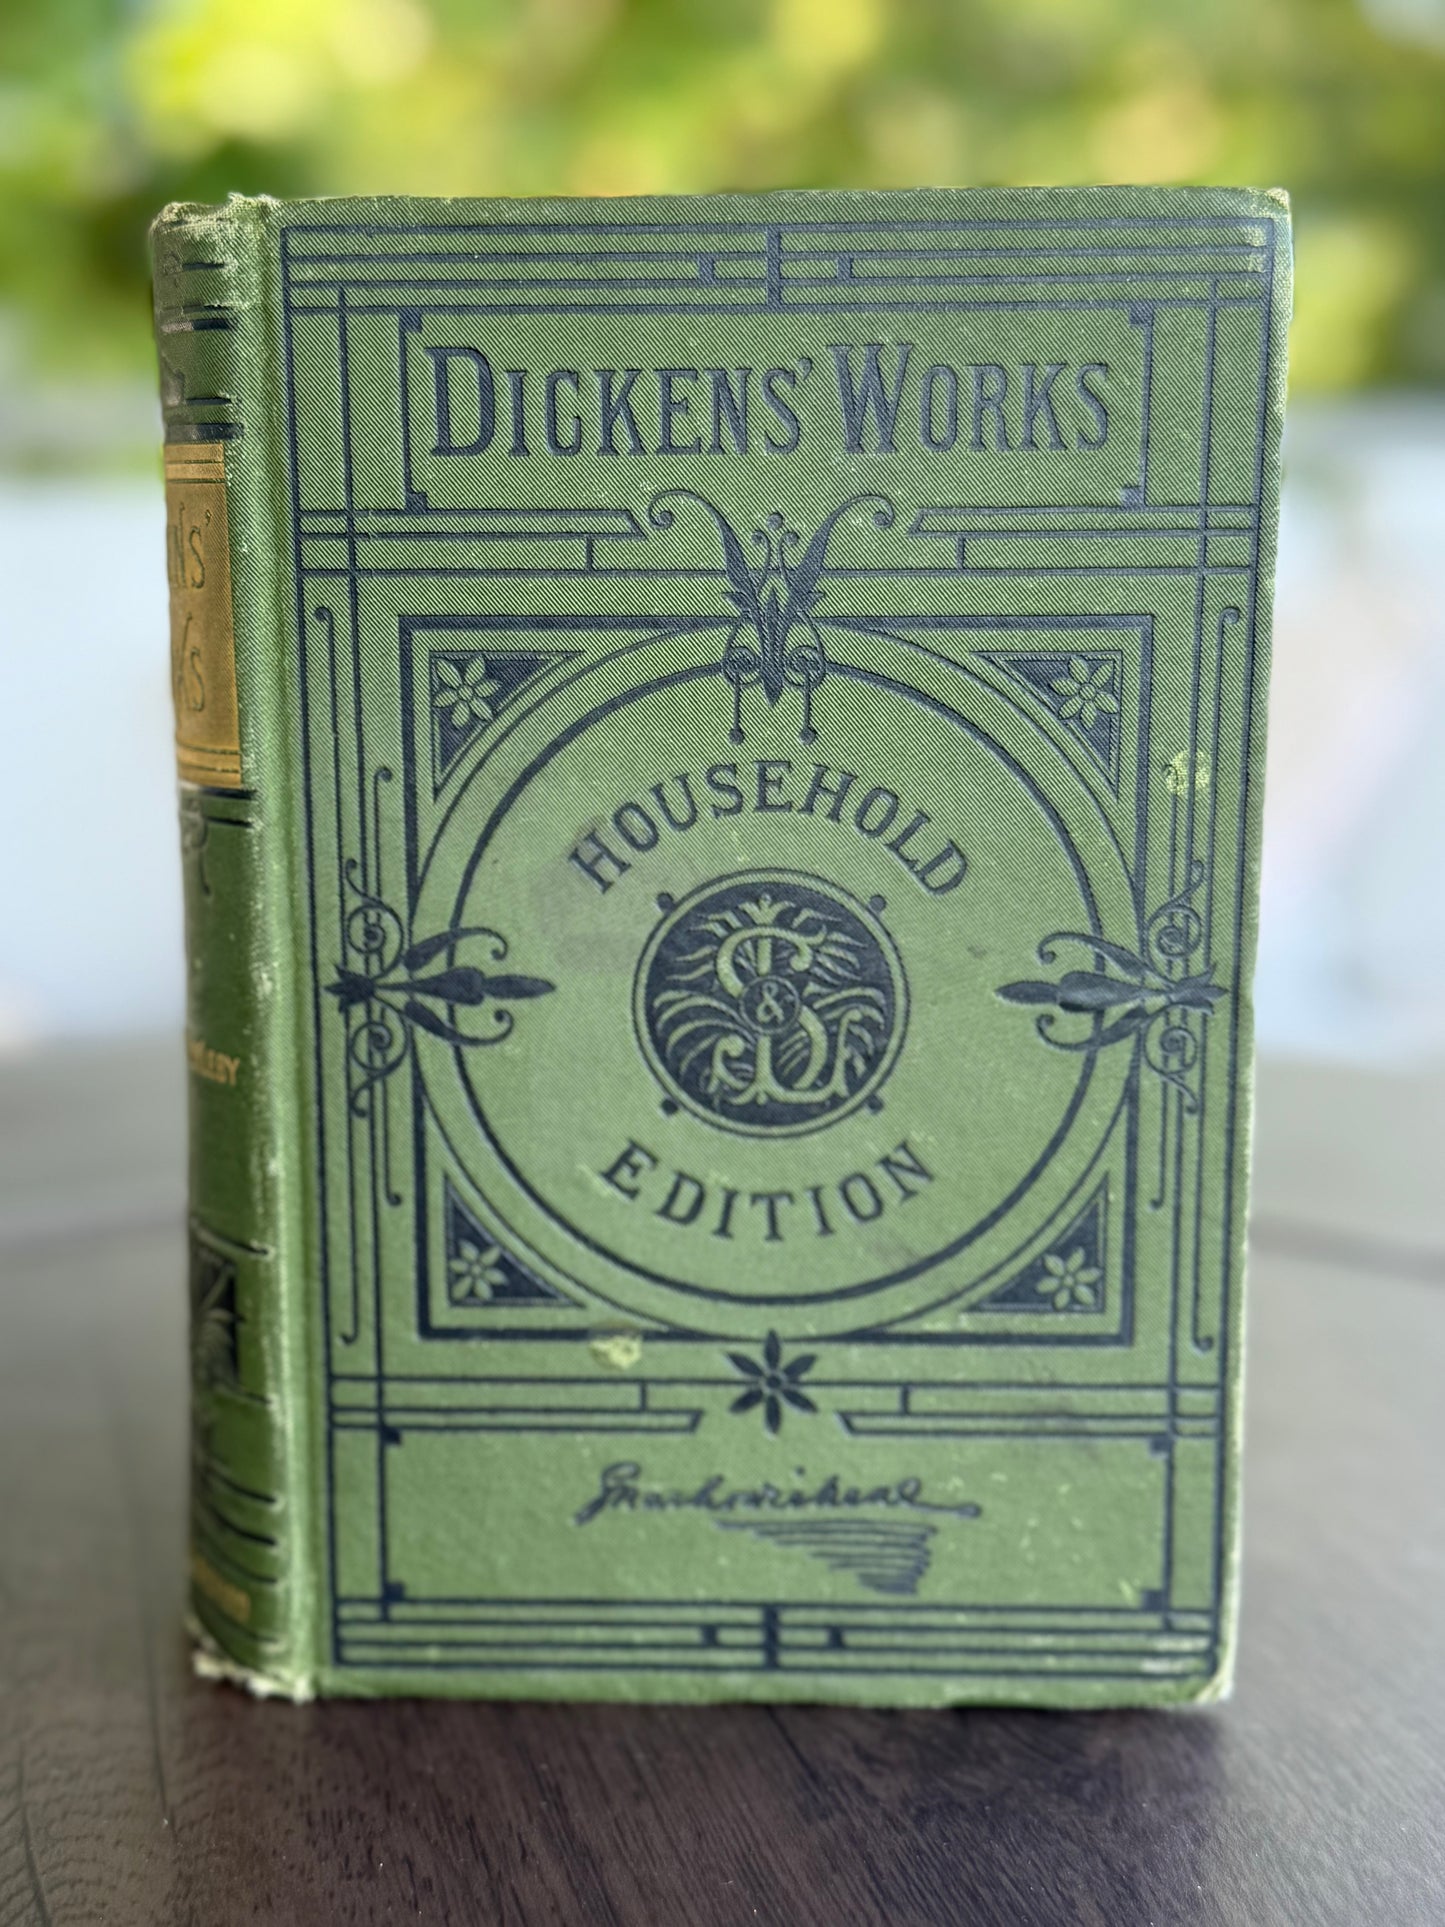 DICKENS' WORKS
HOUSEHOLD
S & L
EDITION